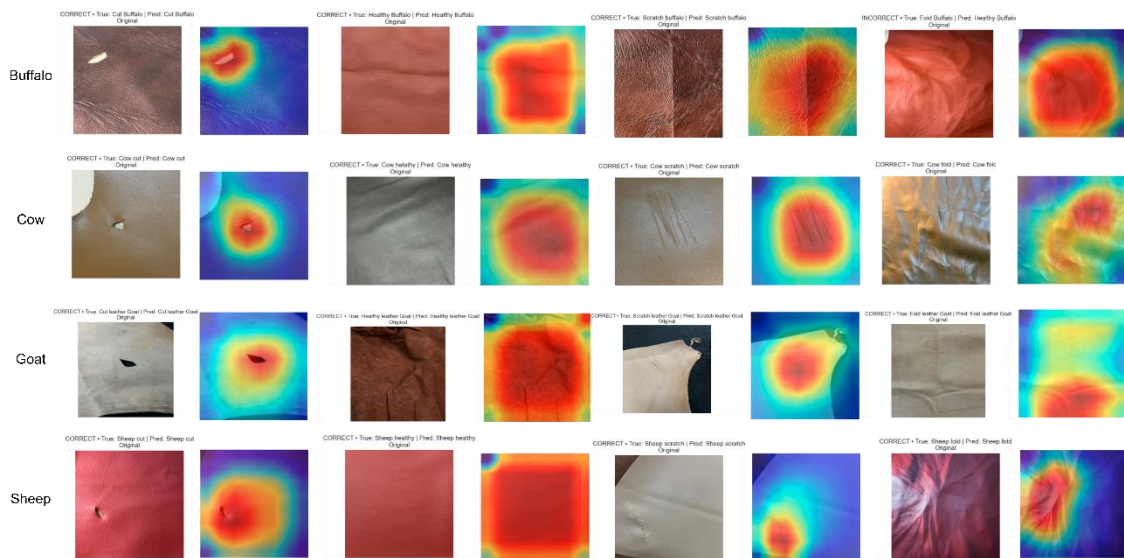 CORRECT • True: Cut Buffalo | Pred: Cut Buffalo
Original
CORRECT • True: Healthy Buffalo | Pred: Healthy Buffalo
Original
CORRECT • True: Scratch buffalo | Pred: Scratch buffalo
Original
INCORRECT • True: Fold Buffalo | Pred: Healthy Buffalo
Original
Buffalo
CORRECT • True: Cow cut | Pred: Cow cut
Original
CORRECT • True: Cow helathy | Pred: Cow helathy
Original
CORRECT • True: Cow scratch | Pred: Cow scratch
Original
CORRECT • True: Cow fold | Pred: Cow fold
Original
Cow
CORRECT • True: Cut leather Goat | Pred: Cut leather Goat
Original
CORRECT • True: Healthy leather Goat | Pred: Healthy leather Goat
Original
CORRECT • True: Scratch leather Goat | Pred: Scratch leather Goat
Original
CORRECT • True: Fold leather Goat | Pred: Fold leather Goat
Original
Goat
CORRECT • True: Sheep cut | Pred: Sheep cut
Original
CORRECT • True: Sheep healthy | Pred: Sheep healthy
Original
CORRECT • True: Sheep scratch | Pred: Sheep scratch
Original
CORRECT • True: Sheep fold | Pred: Sheep fold
Original
Sheep